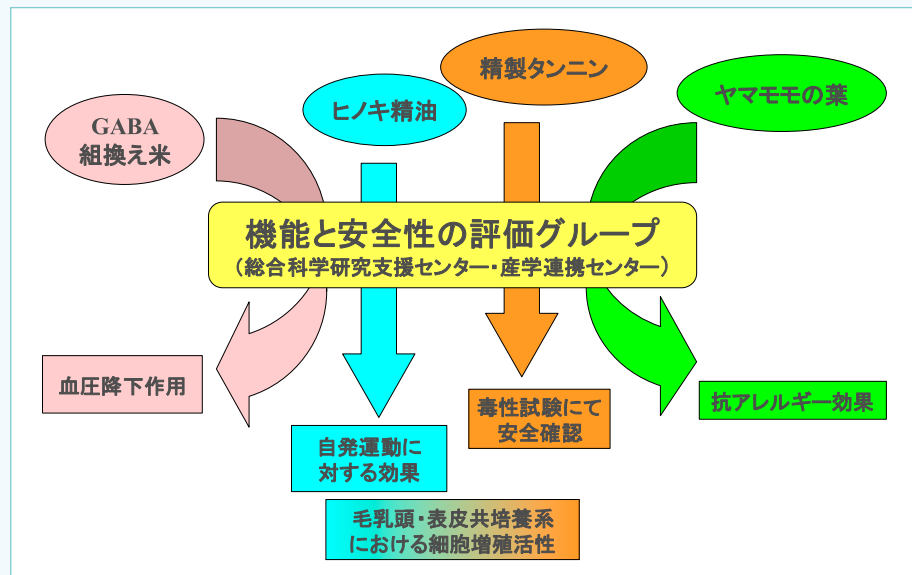 GABA
組換え米
ヒノキ精油
精製タンニン
ヤマモモの葉
機能と安全性の評価グループ
（総合科学研究支援センター・産学連携センター）
血圧降下作用
自発運動に
対する効果
毒性試験にて
安全確認
抗アレルギー効果
毛乳頭・表皮共培養系
における細胞増殖活性